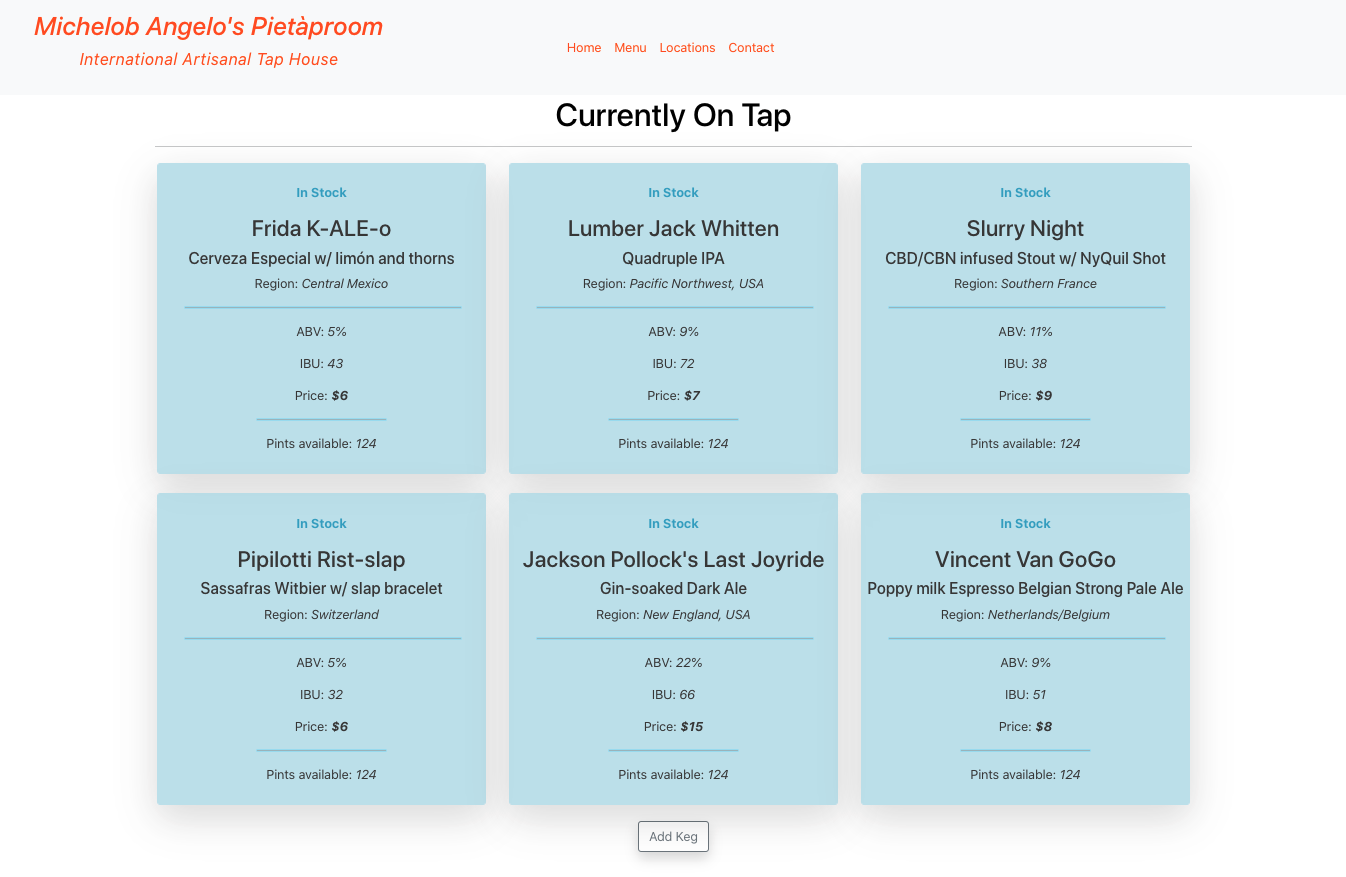 Michelob Angelo's Pietàproom
International Artisanal Tap House
Home Menu Locations Contact
Currently On Tap
In Stock
Frida K-ALE-o
Cerveza Especial w/ limón and thorns
Region: Central Mexico
ABV: 5%
IBU: 43
Price: $6
Pints available: 124
In Stock
Lumber Jack Whitten
Quadruple IPA
Region: Pacific Northwest, USA
ABV: 9%
IBU: 72
Price: $7
Pints available: 124
In Stock
Slurry Night
CBD/CBN infused Stout w/ NyQuil Shot
Region: Southern France
ABV: 11%
IBU: 38
Price: $9
Pints available: 124
In Stock
Pipilotti Rist-slap
Sassafras Witbier w/ slap bracelet
Region: Switzerland
ABV: 5%
IBU: 32
Price: $6
Pints available: 124
In Stock
Jackson Pollock's Last Joyride
Gin-soaked Dark Ale
Region: New England, USA
ABV: 22%
IBU: 66
Price: $15
Pints available: 124
In Stock
Vincent Van GoGo
Poppy milk Espresso Belgian Strong Pale Ale
Region: Netherlands/Belgium
ABV: 9%
IBU: 51
Price: $8
Pints available: 124
Add Keg